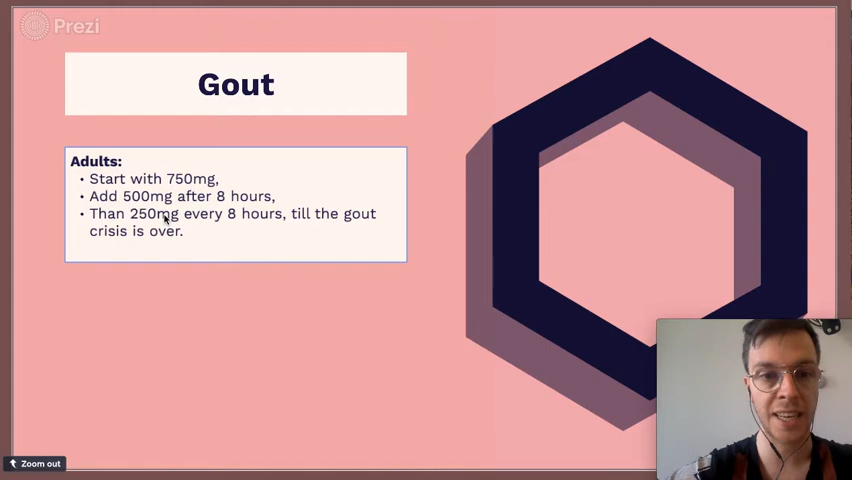 Prezi
Gout
Adults:
• Start with 750mg,
• Add 500mg after 8 hours,
• Than 250mg every 8 hours, till the gout
crisis is over.
Zoom out